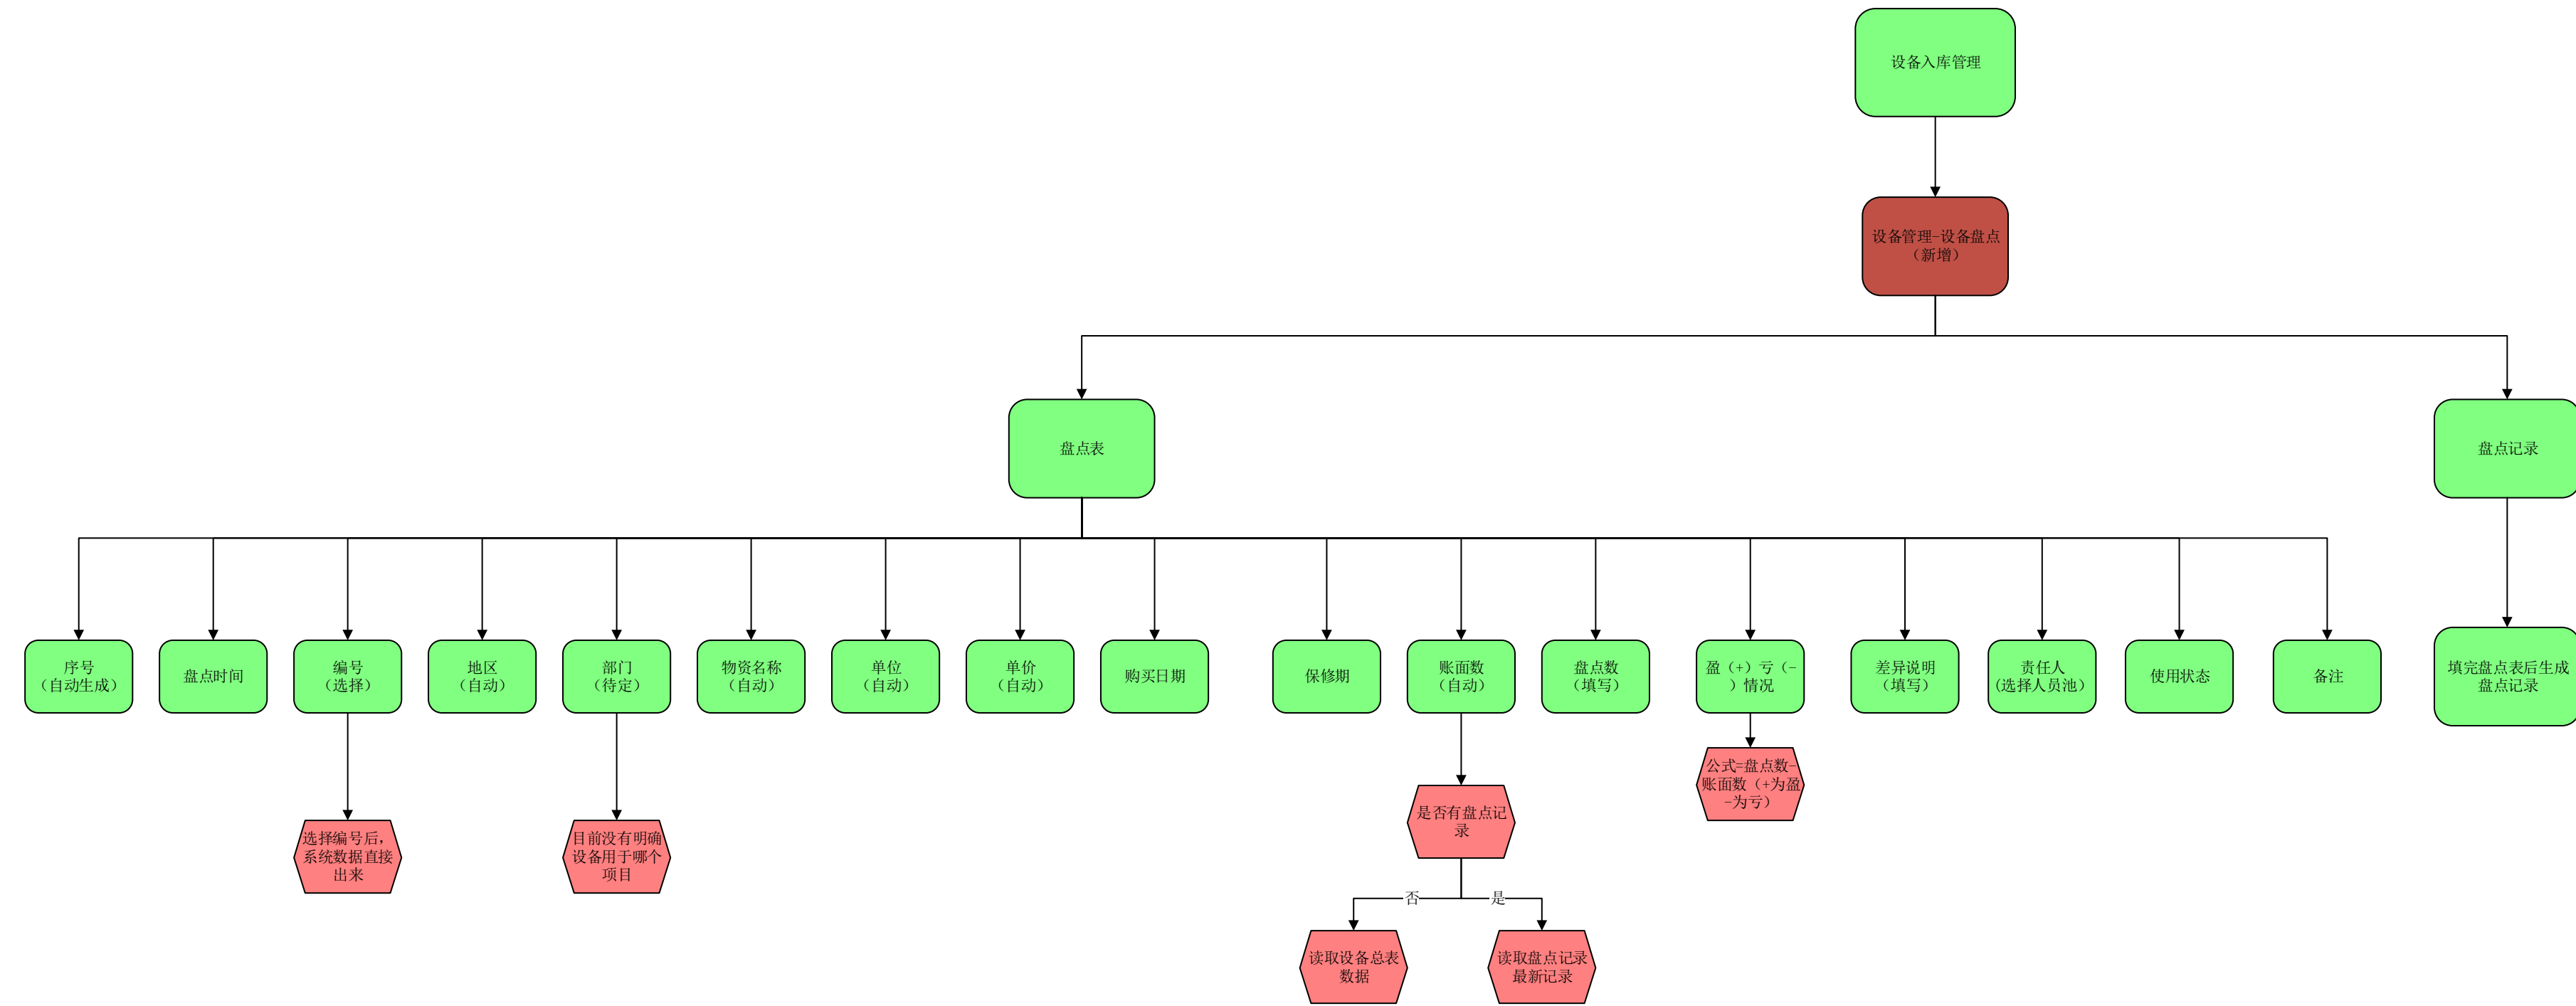 设备入库管理
设备管理-设备盘点
（新增）
盘点表
盘点记录
序号
（自动生成）
盘点时间
编号
（选择）
地区
（自动）
部门
（待定）
物资名称
（自动）
单位
（自动）
单价
（自动）
购买日期
保修期
账面数
（自动）
盘点数
（填写）
盈（+）亏（-
）情况
差异说明
（填写）
责任人
(选择人员池）
使用状态
备注
填完盘点表后生成
盘点记录
选择编号后，
系统数据直接
出来
目前没有明确
设备用于哪个
项目
是否有盘点记
录
公式=盘点数-
账面数（+为盈
-为亏）
否
是
读取设备总表
数据
读取盘点记录
最新记录